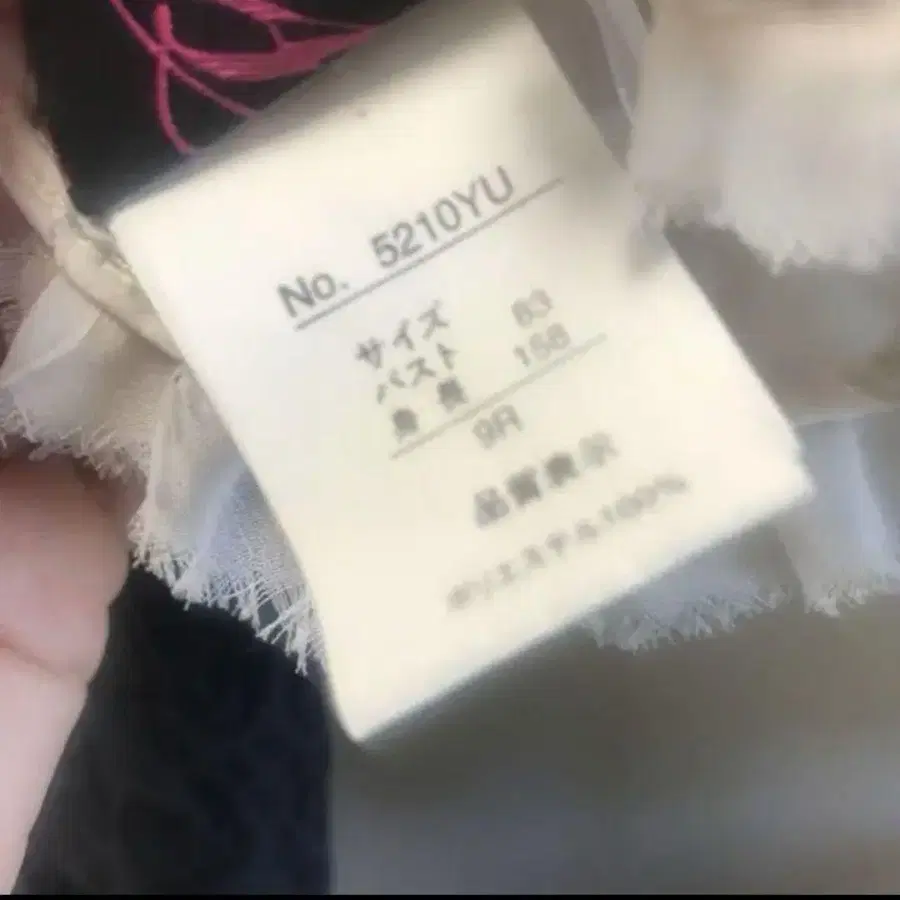 No. 5210YU
サイズ
バスト 83
身長 158
9R
品質表示
ポリエステル100%